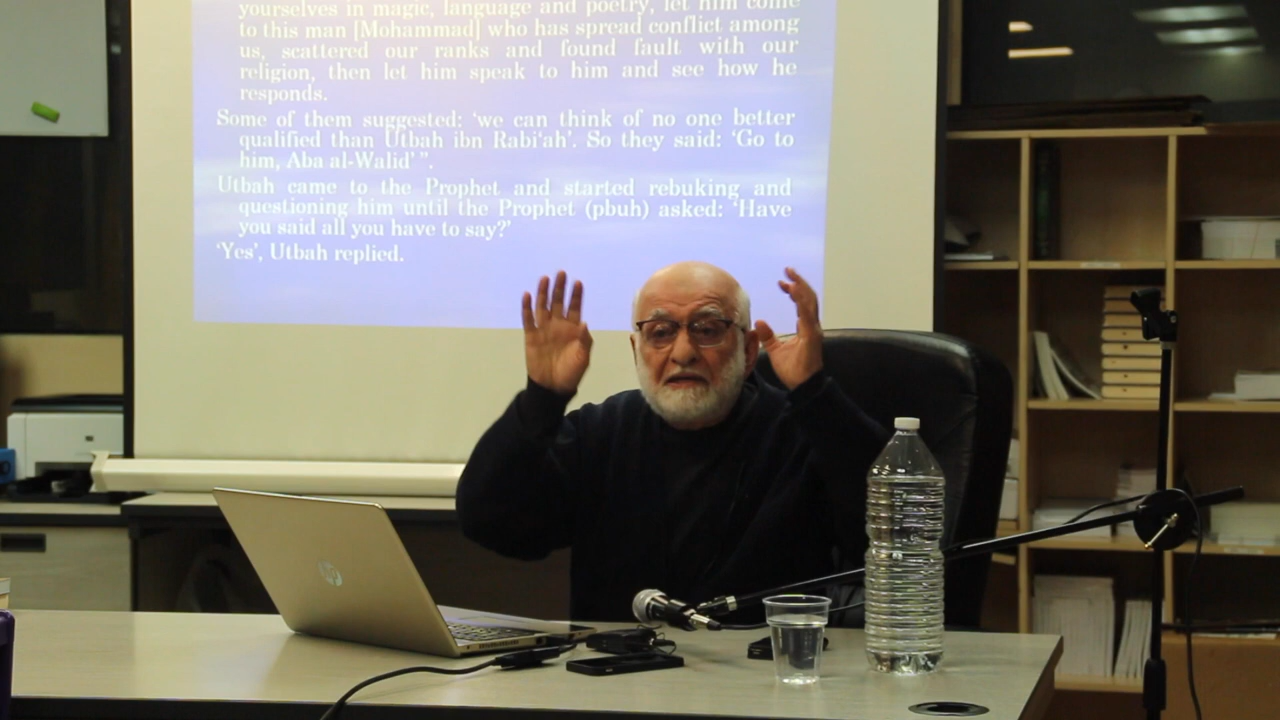 yourselves in magic, language and poetry, let him come
to this man [Mohammad] who has spread conflict among
us, scattered our ranks and found fault with our
religion, then let him speak to him and see how he
responds.
Some of them suggested: ‘we can think of no one better
qualified than Utbah ibn Rabi‘ah’. So they said: ‘Go to
him, Aba al-Walid’ ”.
Utbah came to the Prophet and started rebuking and
questioning him until the Prophet (pbuh) asked: ‘Have
you said all you have to say?’
‘Yes’, Utbah replied.
hp